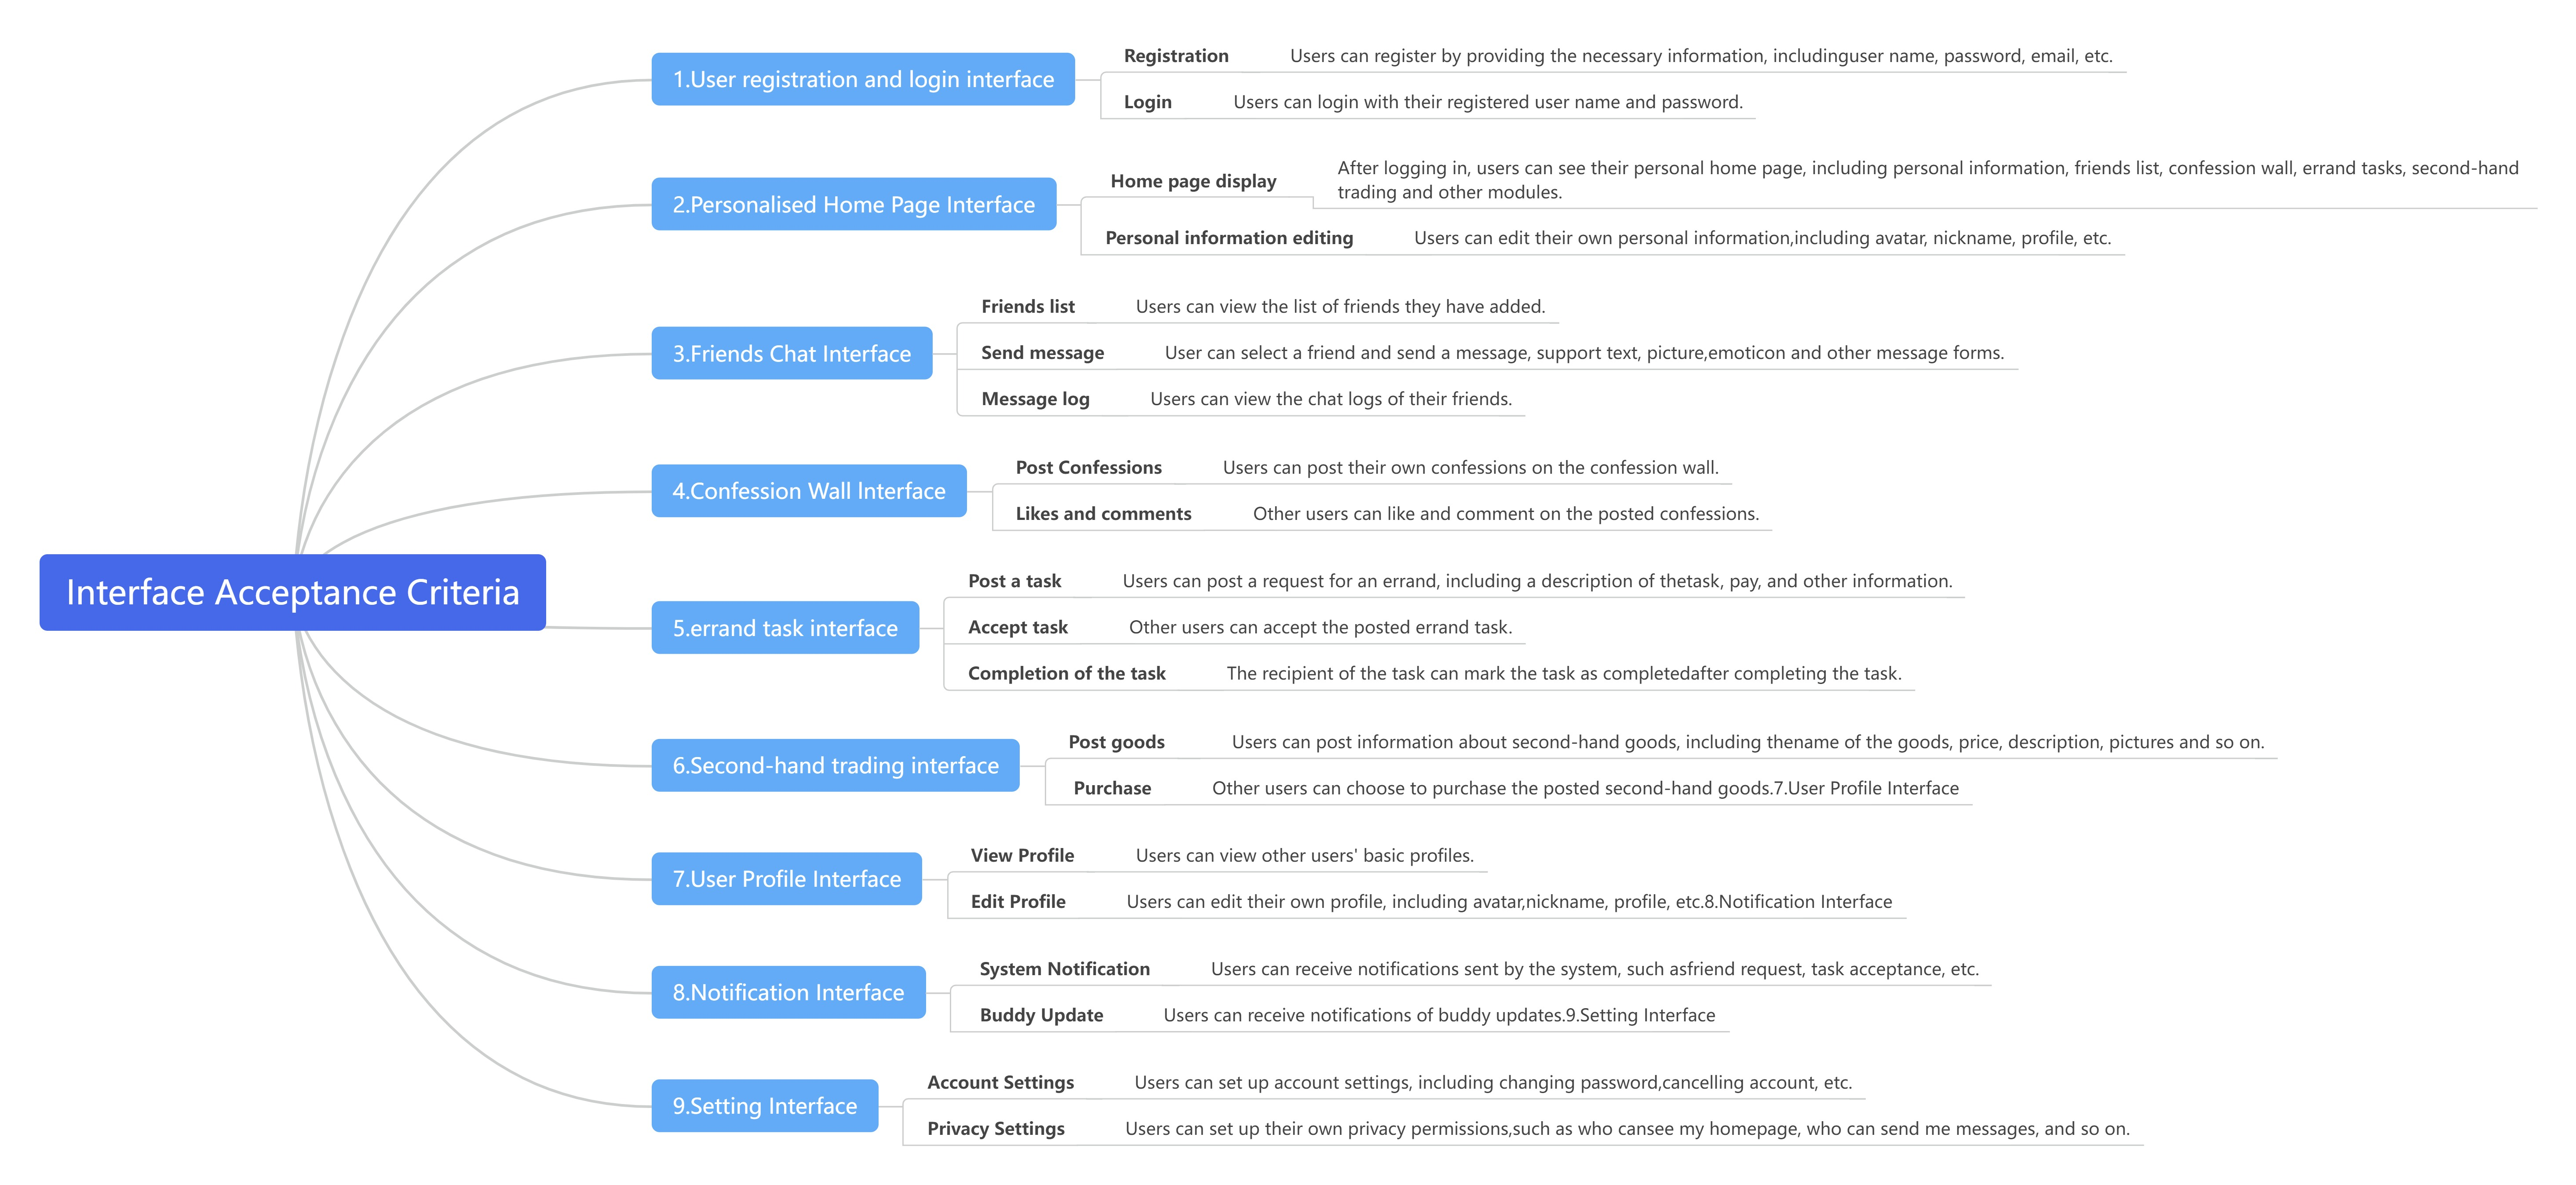 Interface Acceptance Criteria
1.User registration and login interface
Registration
Users can register by providing the necessary information, includinguser name, password, email, etc.
Login
Users can login with their registered user name and password.
2.Personalised Home Page Interface
Home page display
After logging in, users can see their personal home page, including personal information, friends list, confession wall, errand tasks, second-hand
trading and other modules.
Personal information editing
Users can edit their own personal information,including avatar, nickname, profile, etc.
3.Friends Chat Interface
Friends list
Users can view the list of friends they have added.
Send message
User can select a friend and send a message, support text, picture,emoticon and other message forms.
Message log
Users can view the chat logs of their friends.
4.Confession Wall lnterface
Post Confessions
Users can post their own confessions on the confession wall.
Likes and comments
Other users can like and comment on the posted confessions.
5.errand task interface
Post a task
Users can post a request for an errand, including a description of thetask, pay, and other information.
Accept task
Other users can accept the posted errand task.
Completion of the task
The recipient of the task can mark the task as completedafter completing the task.
6.Second-hand trading interface
Post goods
Users can post information about second-hand goods, including thename of the goods, price, description, pictures and so on.
Purchase
Other users can choose to purchase the posted second-hand goods.7.User Profile Interface
7.User Profile Interface
View Profile
Users can view other users' basic profiles.
Edit Profile
Users can edit their own profile, including avatar,nickname, profile, etc.8.Notification Interface
8.Notification Interface
System Notification
Users can receive notifications sent by the system, such asfriend request, task acceptance, etc.
Buddy Update
Users can receive notifications of buddy updates.9.Setting Interface
9.Setting Interface
Account Settings
Users can set up account settings, including changing password,cancelling account, etc.
Privacy Settings
Users can set up their own privacy permissions,such as who cansee my homepage, who can send me messages, and so on.